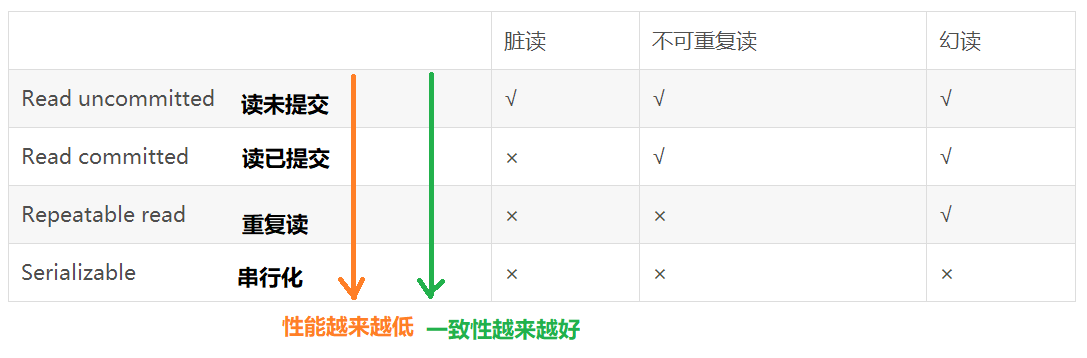 脏读 不可重复读 幻读
Read uncommitted 读未提交 √ √ √
Read committed 读已提交 × √ √
Repeatable read 重复读 × × √
Serializable 串行化 × × ×
性能越来越低 一致性越来越好